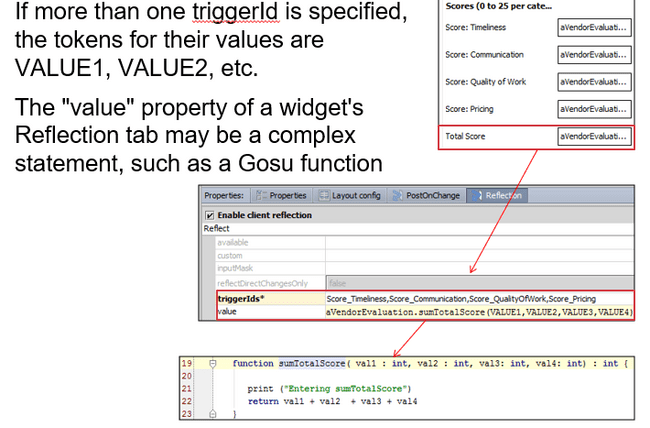 If more than one triggerId is specified,
the tokens for their values are
VALUE1, VALUE2, etc.
The "value" property of a widget's
Reflection tab may be a complex
statement, such as a Gosu function
Scores (0 to 25 per cate...
Score: Timeliness aVendorEvaluati...
Score: Communication aVendorEvaluati...
Score: Quality of Work aVendorEvaluati...
Score: Pricing aVendorEvaluati...
Total Score aVendorEvaluati...
Properties: Properties Layout config PostOnChange Reflection
Enable client reflection
Reflect
available
custom
inputMask
reflectDirectChangesOnly false
triggerIds* Score_Timeliness,Score_Communication,Score_QualityOfWork,Score_Pricing
value aVendorEvaluation.sumTotalScore(VALUE1,VALUE2,VALUE3,VALUE4)
19 function sumTotalScore( val1 : int, val2 : int, val3: int, val4: int) : int {
20
21 print ("Entering sumTotalScore")
22 return val1 + val2 + val3 + val4
23 }